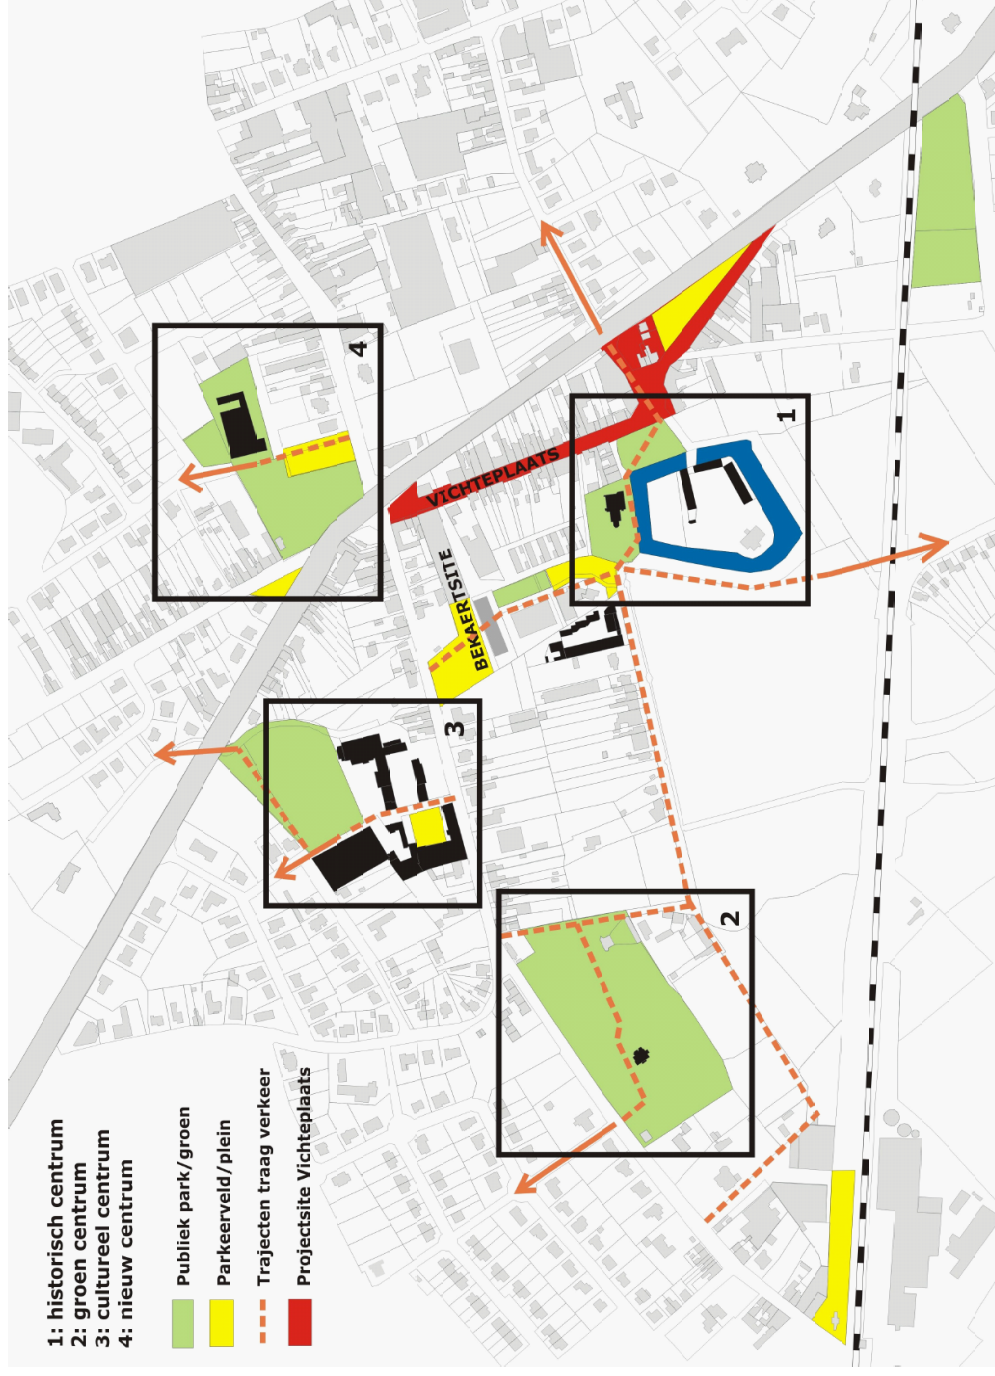 1: historisch centrum
2: groen centrum
3: cultureel centrum
4: nieuw centrum
Publiek park/groen
Parkeerveld/plein
Trajecten traag verkeer
Projectsite Vichteplaats
3
4
BEKAERTSITE
VICHTEPLAATS
2
1